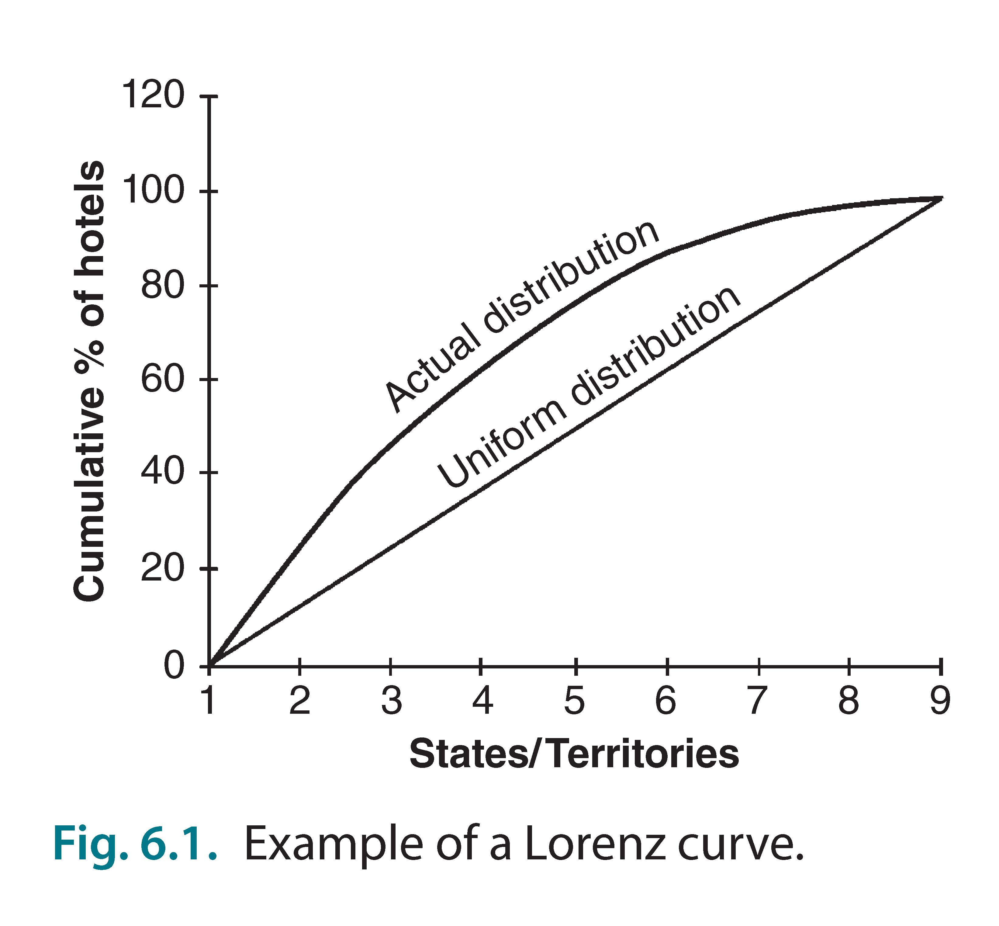 120
100
80
60
40
20
0
Cumulative % of hotels
Actual distribution
Uniform distribution
1 2 3 4 5 6 7 8 9
States/Territories
Fig. 6.1. Example of a Lorenz curve.